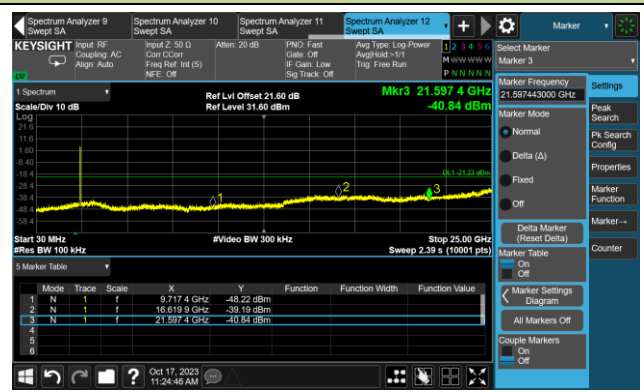 Spectrum Analyzer 9
Swept SA
Spectrum Analyzer 10
Swept SA
Spectrum Analyzer 11
Swept SA
Spectrum Analyzer 12
Swept SA
+
Marker
KEYSIGHT
Input: RF
Coupling: AC
Align: Auto
Input Z: 50 Ω
Corr CCorr
Freq Ref: Int (S)
NFE: Off
Atten: 20 dB
PNO: Fast
Gate: Off
IF Gain: Low
Sig Track: Off
Avg Type: Log-Power
Avg|Hold:>1/1
Trig: Free Run
1 2 3 4 5 6
M W W W W W
P N N N N N
LW
1 Spectrum
Scale/Div 10 dB
Ref Lvl Offset 21.60 dB
Ref Level 31.60 dBm
Mkr3 21.597 4 GHz
-40.84 dBm
Log
21.6
11.6
1.60
-8.40
-18.4
-28.4
-38.4
-48.4
-58.4
DL1 -21.23 dBm
1
2
3
Start 30 MHz
#Res BW 100 kHz
#Video BW 300 kHz
Stop 25.00 GHz
Sweep 2.39 s (10001 pts)
5 Marker Table
Mode Trace Scale X Y Function Function Width Function Value
1 N 1 f 9.717 4 GHz -48.22 dBm
2 N 1 f 16.619 9 GHz -39.19 dBm
3 N 1 f 21.597 4 GHz -40.84 dBm
4
5
6
Select Marker
Marker 3
Marker Frequency
21.597443000 GHz
Marker Mode
Normal
Delta (Δ)
Fixed
Off
Delta Marker
(Reset Delta)
Marker Table
On
Off
Marker Settings
Diagram
All Markers Off
Couple Markers
On
Off
Settings
Peak
Search
Pk Search
Config
Properties
Marker
Function
Marker→
Counter
?
Oct 17, 2023
11:24:46 AM